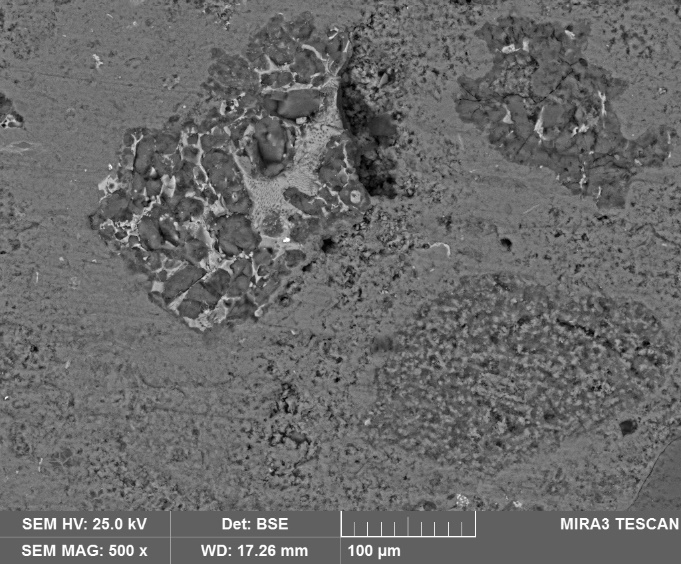 SEM HV: 25.0 kV Det: BSE MIRA3 TESCAN
SEM MAG: 500 x WD: 17.26 mm 100 µm